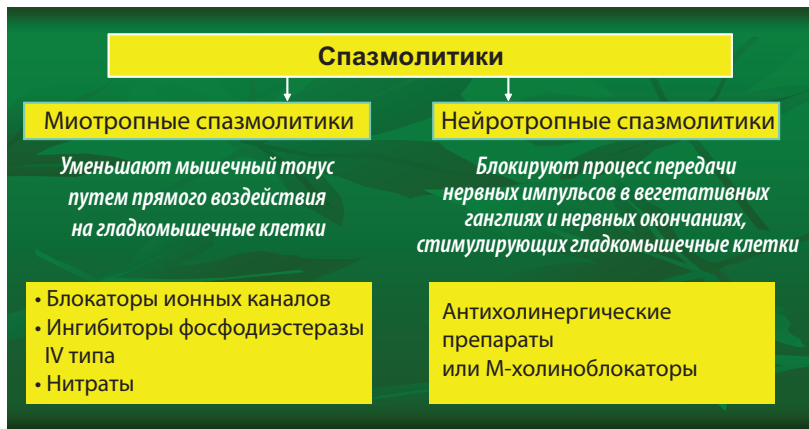 Спазмолитики
Миотропные спазмолитики
Уменьшают мышечный тонус
путем прямого воздействия
на гладкомышечные клетки
• Блокаторы ионных каналов
• Ингибиторы фосфодиэстеразы
IV типа
• Нитраты
Нейротропные спазмолитики
Блокируют процесс передачи
нервных импульсов в вегетативных
ганглиях и нервных окончаниях,
стимулирующих гладкомышечные клетки
Антихолинергические
препараты
или М-холиноблокаторы